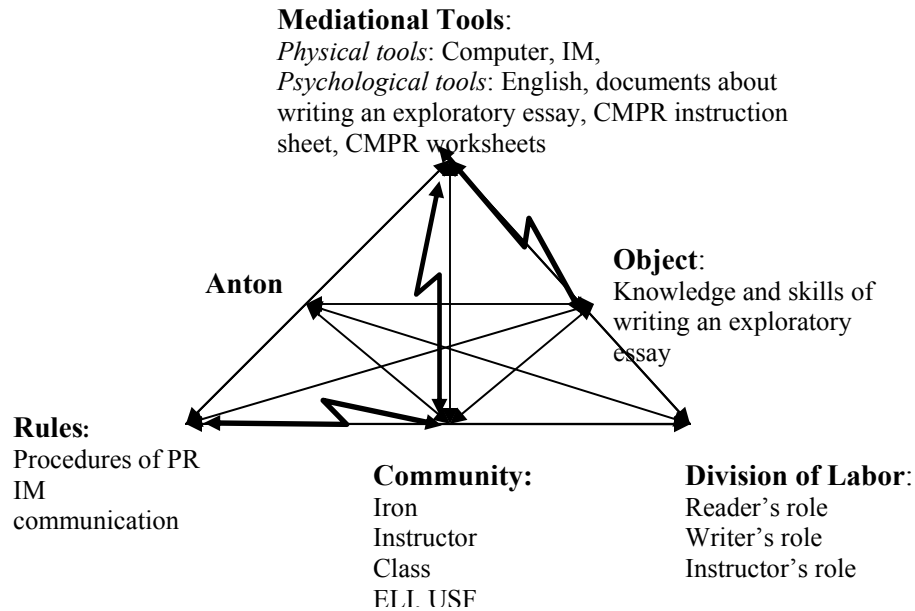 Mediational Tools:
Physical tools: Computer, IM,
Psychological tools: English, documents about
writing an exploratory essay, CMPR instruction
sheet, CMPR worksheets
Anton
Object:
Knowledge and skills of
writing an exploratory
essay
Rules:
Procedures of PR
IM
communication
Community:
Iron
Instructor
Class
ELI, USF
Division of Labor:
Reader’s role
Writer’s role
Instructor’s role